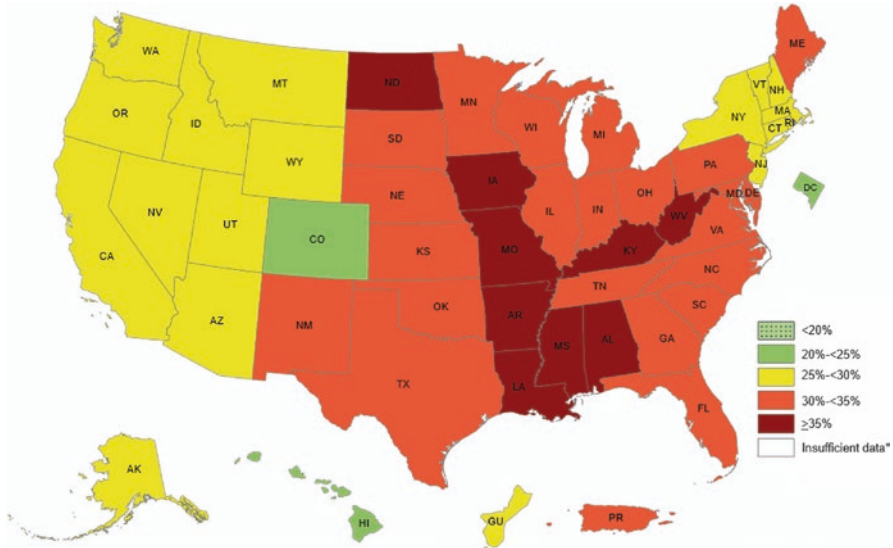 WA
MT
ND
MN
ME
VT
NH
OR
ID
SD
WI
MI
NY
MA
RI
CT
WY
PA
NJ
IA
NE
OH
MD
DE
DC
NV
UT
CO
IL
IN
WV
VA
CA
KS
MO
KY
NC
TN
AZ
NM
OK
AR
SC
MS
AL
GA
TX
LA
FL
AK
HI
GU
PR
<20%
20%-<25%
25%-<30%
30%-<35%
≥35%
Insufficient data*